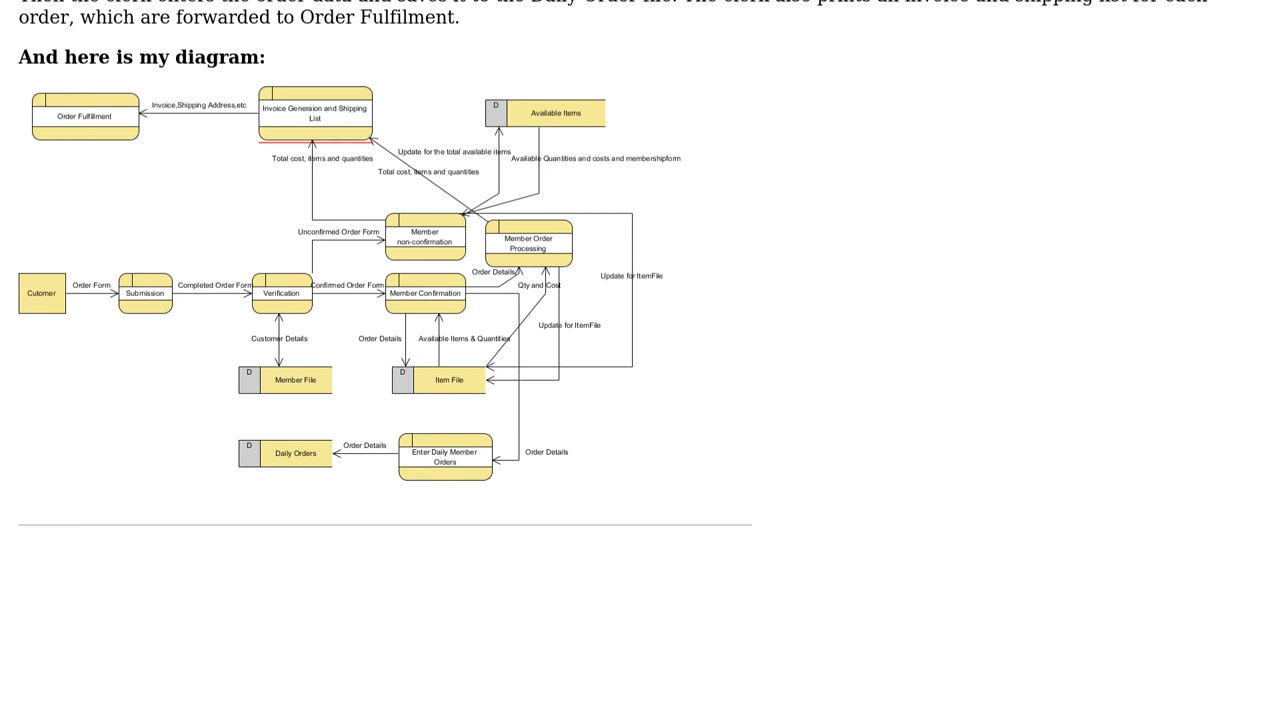 order, which are forwarded to Order Fulfilment.
And here is my diagram:
Order Fulfillment
Invoice,Shipping Address,etc
Invoice Generaion and Shipping
List
D
Available Items
Total cost, items and quantities
Update for the total available items
Available Quantities and costs and membershipform
Total cost, items and quantities
Unconfirmed Order Form
Member
non-confirmation
Member Order
Processing
Cutomer
Order Form
Submission
Completed Order Form
Verification
Confirmed Order Form
Member Confirmation
Order Details
Qty and Cost
Update for ItemFile
Update for ItemFile
Customer Details
Order Details
Available Items & Quantities
D
Member File
D
Item File
D
Daily Orders
Order Details
Enter Daily Member
Orders
Order Details